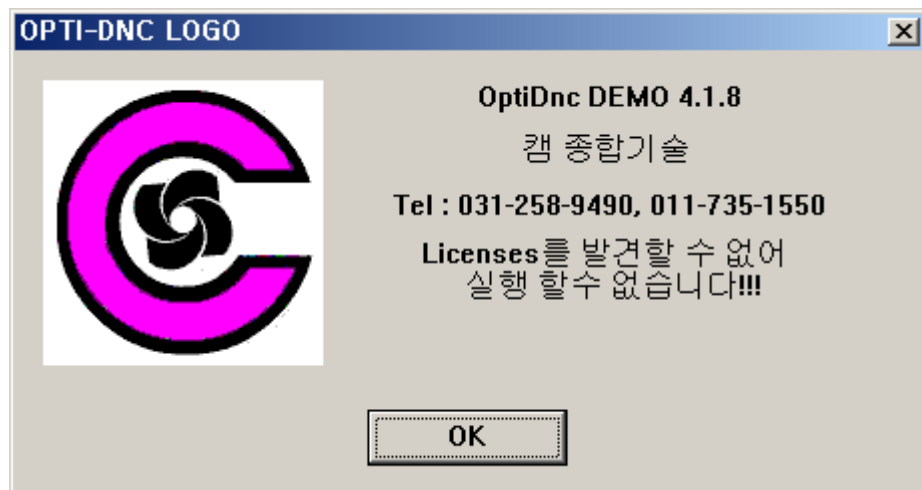 OPTI-DNC LOGO
OptiDnc DEMO 4.1.8
캠 종합기술
Tel : 031-258-9490, 011-735-1550
Licenses를 발견할 수 없어
실행 할수 없습니다!!!
OK